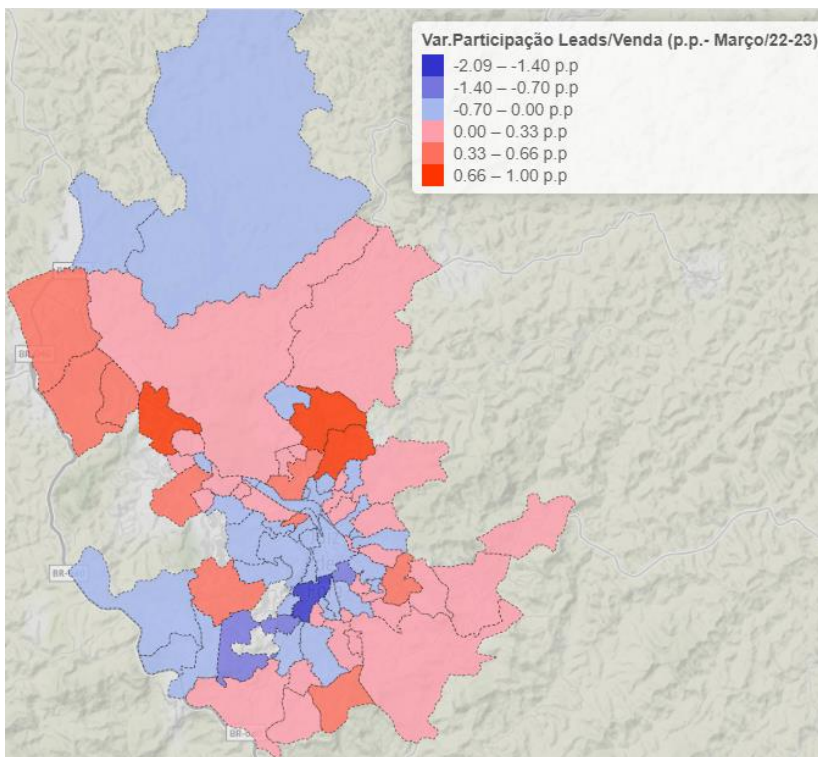 Var.Participação Leads/Venda (p.p.- Março/22-23)
-2.09 – -1.40 p.p
-1.40 – -0.70 p.p
-0.70 – 0.00 p.p
0.00 – 0.33 p.p
0.33 – 0.66 p.p
0.66 – 1.00 p.p